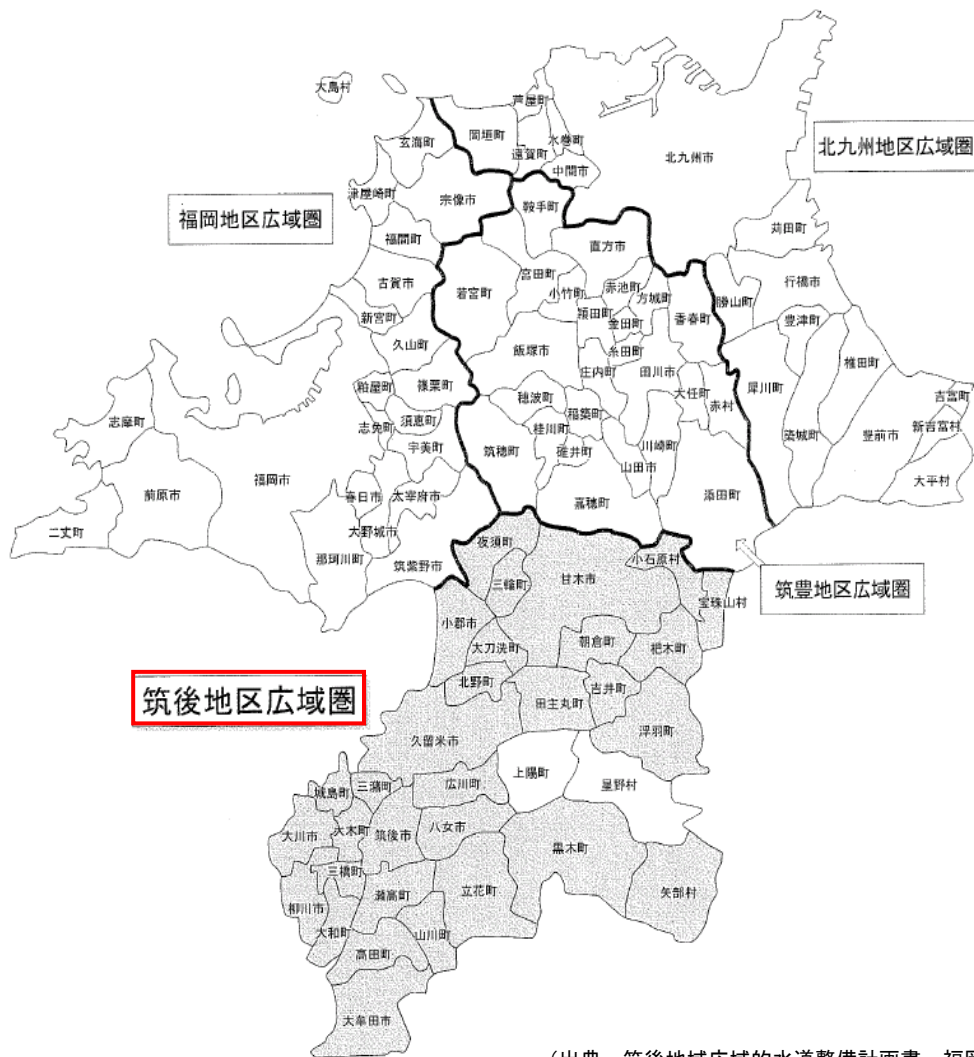 大島村
芦屋町
岡垣町
玄海町
水巻町
遠賀町
北九州市
北九州地区広域圏
中間市
津屋崎町
宗像市
鞍手町
福岡地区広域圏
苅田町
福間町
直方市
古賀市
宮田町
行橋市
若宮町
小竹町
赤池町
方城町
勝山町
新宮町
頴田町
金田町
香春町
豊津町
久山町
飯塚市
糸田町
椎田町
庄内町
田川市
粕屋町
篠栗町
大任町
犀川町
穂波町
赤村
吉富町
志摩町
志免町
須恵町
稲築町
桂川町
築城町
豊前市
新吉富村
宇美町
筑穂町
碓井町
川崎町
山田市
福岡市
大平村
前原市
春日市
太宰府市
嘉穂町
添田町
二丈町
大野城市
夜須町
那珂川町
筑紫野市
小石原村
三輪町
甘木市
筑豊地区広域圏
宝珠山村
小郡市
朝倉町
大刀洗町
杷木町
北野町
吉井町
筑後地区広域圏
田主丸町
浮羽町
久留米市
上陽町
広川町
星野村
城島町
三潴町
大川市
大木町
筑後市
八女市
黒木町
三橋町
瀬高町
立花町
矢部村
柳川市
大和町
山川町
高田町
大牟田市